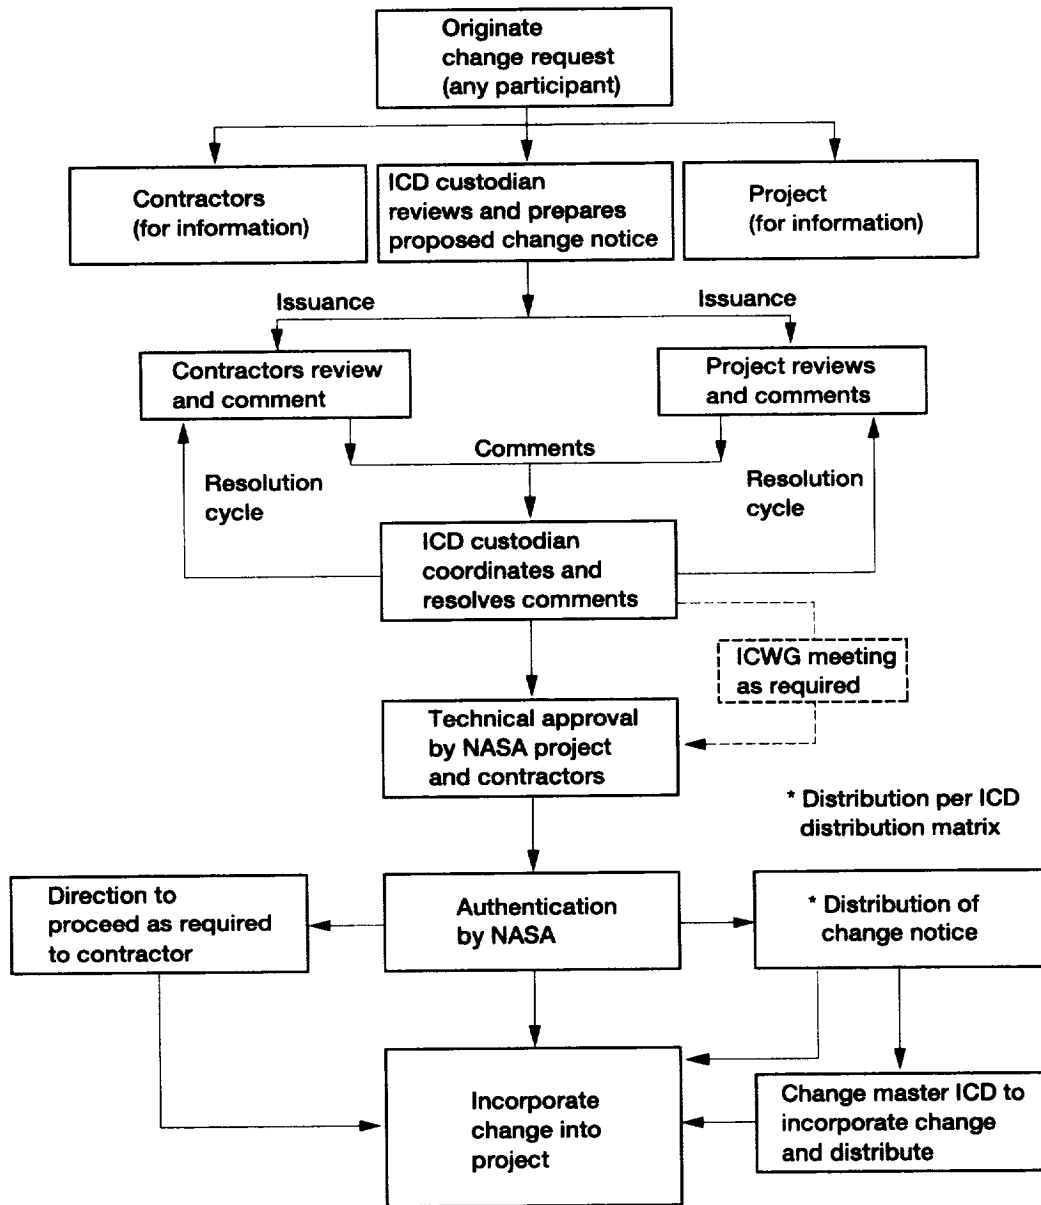 Originate
change request
(any participant)
Contractors
(for information)
ICD custodian
reviews and prepares
proposed change notice
Project
(for information)
Issuance
Issuance
Contractors review
and comment
Project reviews
and comments
Comments
Resolution
cycle
Resolution
cycle
ICD custodian
coordinates and
resolves comments
ICWG meeting
as required
Technical approval
by NASA project
and contractors
* Distribution per ICD
distribution matrix
Direction to
proceed as required
to contractor
Authentication
by NASA
* Distribution of
change notice
Incorporate
change into
project
Change master ICD to
incorporate change
and distribute